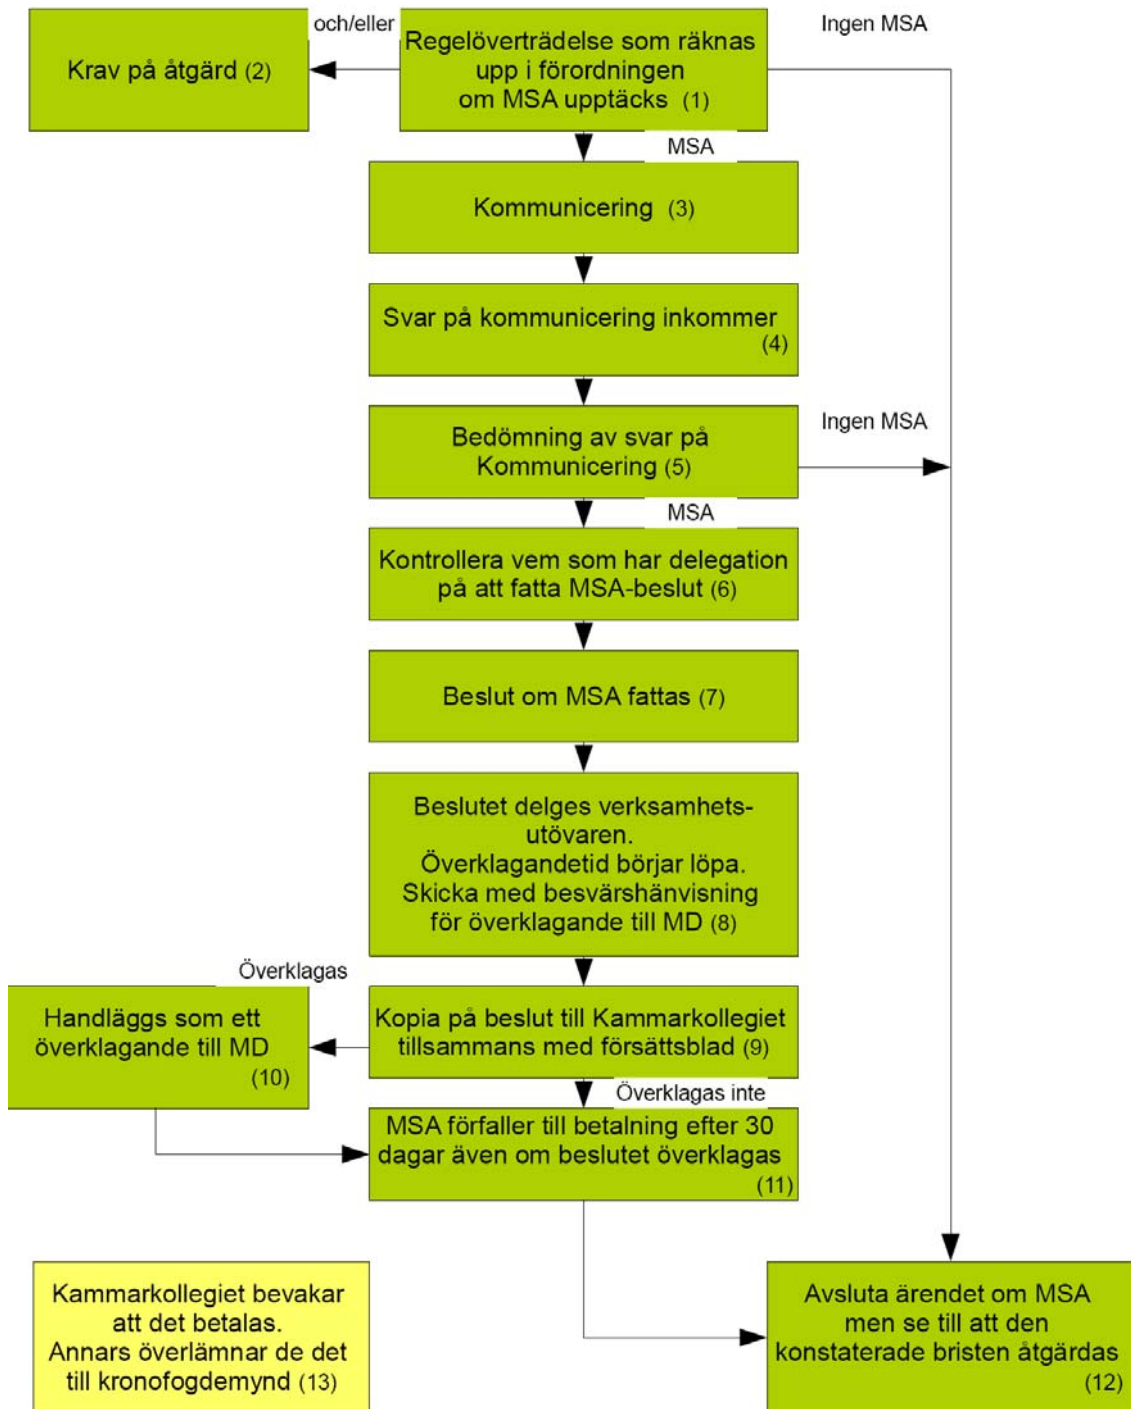 och/eller
Ingen MSA
Krav på åtgärd (2)
Regelöverträdelse som räknas
upp i förordningen
om MSA upptäcks (1)
MSA
Kommunicering (3)
Svar på kommunicering inkommer
(4)
Bedömning av svar på
Kommunicering (5)
Ingen MSA
MSA
Kontrollera vem som har delegation
på att fatta MSA-beslut (6)
Beslut om MSA fattas (7)
Beslutet delges verksamhets-
utövaren.
Överklagandetid börjar löpa.
Skicka med besvärshänvisning
för överklagande till MD (8)
Överklagas
Handläggs som ett
överklagande till MD
(10)
Kopia på beslut till Kammarkollegiet
tillsammans med försättsblad (9)
Överklagas inte
MSA förfaller till betalning efter 30
dagar även om beslutet överklagas
(11)
Kammarkollegiet bevakar
att det betalas.
Annars överlämnar de det
till kronofogdemynd (13)
Avsluta ärendet om MSA
men se till att den
konstaterade bristen åtgärdas
(12)